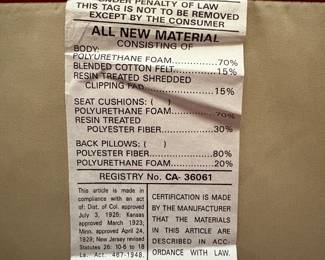 UNDER PENALTY OF LAW
THIS TAG IS NOT TO BE REMOVED
EXCEPT BY THE CONSUMER
ALL NEW MATERIAL
CONSISTING OF
BODY:
POLYURETHANE FOAM.......70%
BLENDED COTTON FELT.......15%
RESIN TREATED SHREDDED
CLIPPING PAD.................15%
SEAT CUSHIONS: ( )
POLYURETHANE FOAM.......70%
RESIN TREATED
POLYESTER FIBER............30%
BACK PILLOWS: ( )
POLYESTER FIBER............80%
POLYURETHANE FOAM.......20%
REGISTRY No. CA- 36061
This article is made in
compliance with an act
of: Dist. of Col. approved
July 3, 1926; Kansas
approved March 1923;
Minn. approved April 24,
1929; New Jersey revised
Statutes 26: 10-6 to 18
La. Act. 467-1948.
CERTIFICATION IS MADE
BY THE MANUFACTURER
THAT THE MATERIALS
IN THIS ARTICLE ARE
DESCRIBED IN ACC-
ORDANCE WITH LAW.